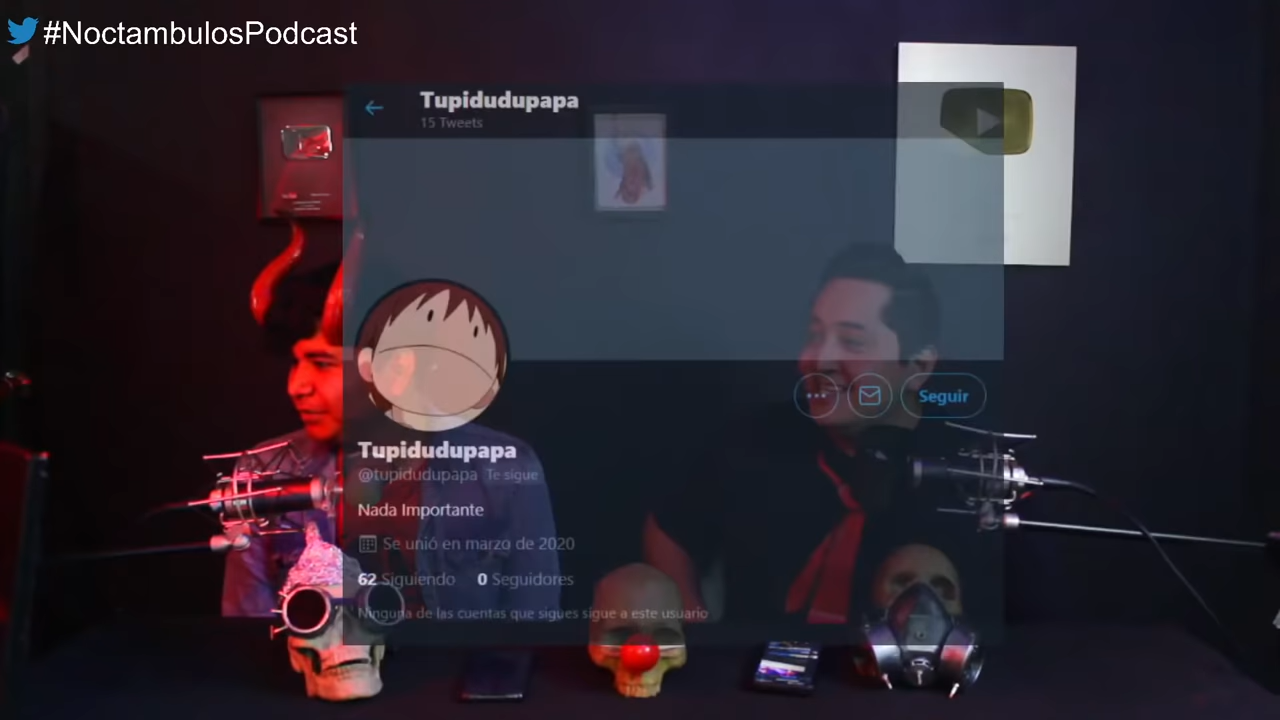 #NoctambulosPodcast
Tupidudupapa
15 Tweets
Seguir
Tupidudupapa
@tupidudupapa Te sigue
Nada Importante
Se unió en marzo de 2020
62 Siguiendo 0 Seguidores
Ninguna de las cuentas que sigues sigue a este usuario